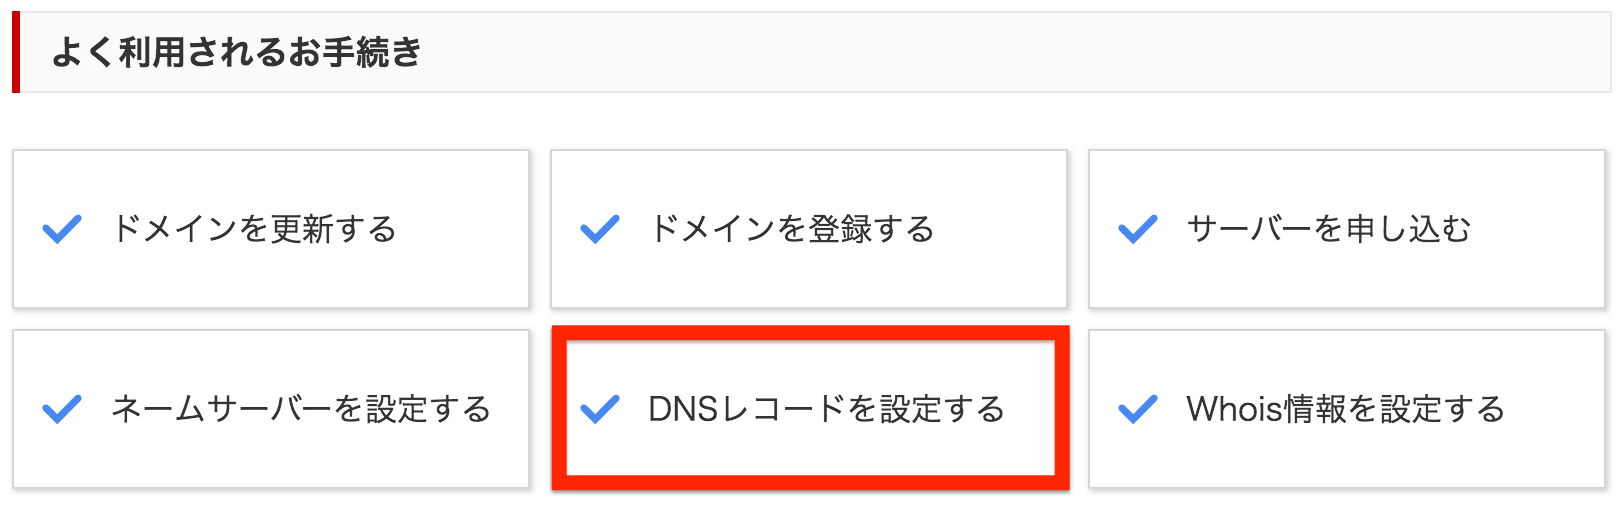 よく利用されるお手続き
ドメインを更新する
ドメインを登録する
サーバーを申し込む
ネームサーバーを設定する
DNSレコードを設定する
Whois情報を設定する